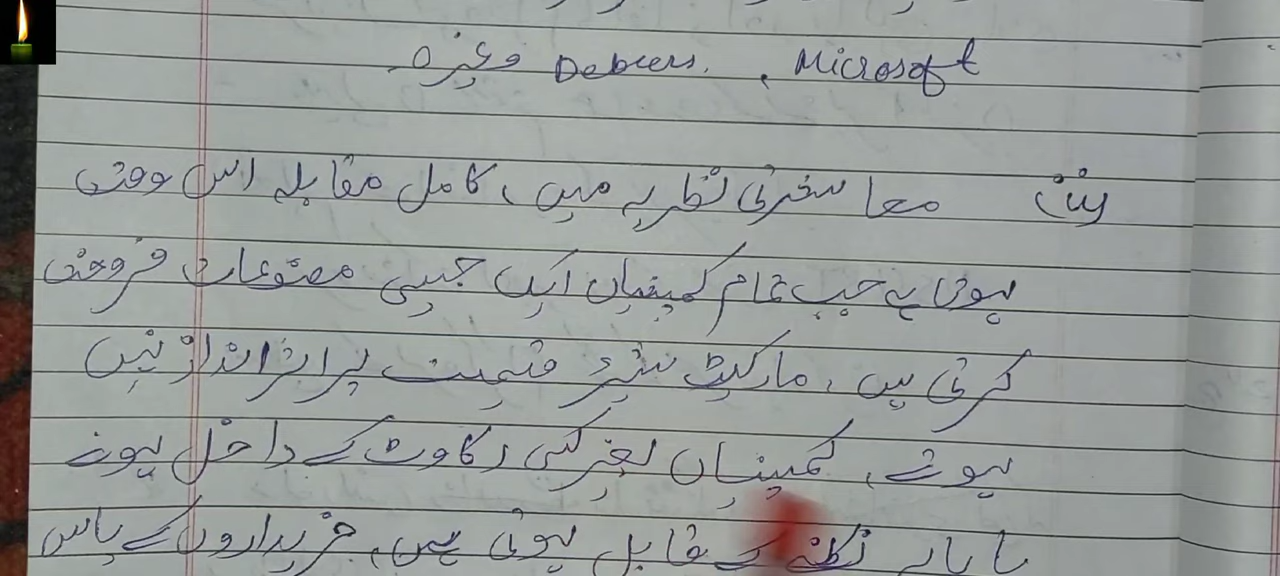 Microsoft ، Debeers. وغیرہ
معاشرتی نظریہ میں، کامل مقابلہ اس وقت
ہوتا ہے جب تمام کمپنیاں ایک جیسی مصنوعات فروخت
کرتی ہیں، مارکیٹ شیئرز قیمت پر اثر انداز نہیں
ہوتے، کمپنیاں بغیر کسی رکاوٹ کے داخل ہونے
یا باہر نکلنے کے قابل ہوتی ہیں، خریداروں کے پاس